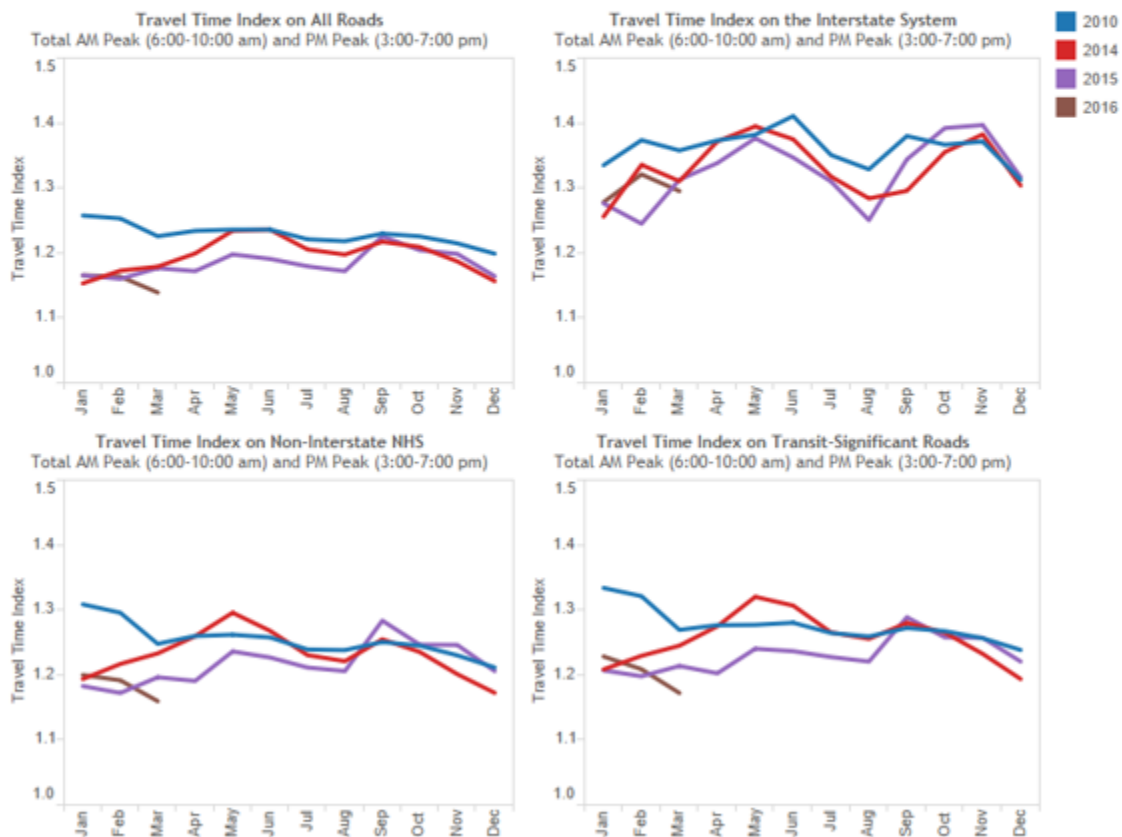 Travel Time Index on All Roads
Total AM Peak (6:00-10:00 am) and PM Peak (3:00-7:00 pm)
Travel Time Index
1.5
1.4
1.3
1.2
1.1
1.0
Jan
Feb
Mar
Apr
May
Jun
Jul
Aug
Sep
Oct
Nov
Dec
Travel Time Index on the Interstate System
Total AM Peak (6:00-10:00 am) and PM Peak (3:00-7:00 pm)
Travel Time Index
1.5
1.4
1.3
1.2
1.1
1.0
Jan
Feb
Mar
Apr
May
Jun
Jul
Aug
Sep
Oct
Nov
Dec
2010
2014
2015
2016
Travel Time Index on Non-Interstate NHS
Total AM Peak (6:00-10:00 am) and PM Peak (3:00-7:00 pm)
Travel Time Index
1.5
1.4
1.3
1.2
1.1
1.0
Jan
Feb
Mar
Apr
May
Jun
Jul
Aug
Sep
Oct
Nov
Dec
Travel Time Index on Transit-Significant Roads
Total AM Peak (6:00-10:00 am) and PM Peak (3:00-7:00 pm)
Travel Time Index
1.5
1.4
1.3
1.2
1.1
1.0
Jan
Feb
Mar
Apr
May
Jun
Jul
Aug
Sep
Oct
Nov
Dec